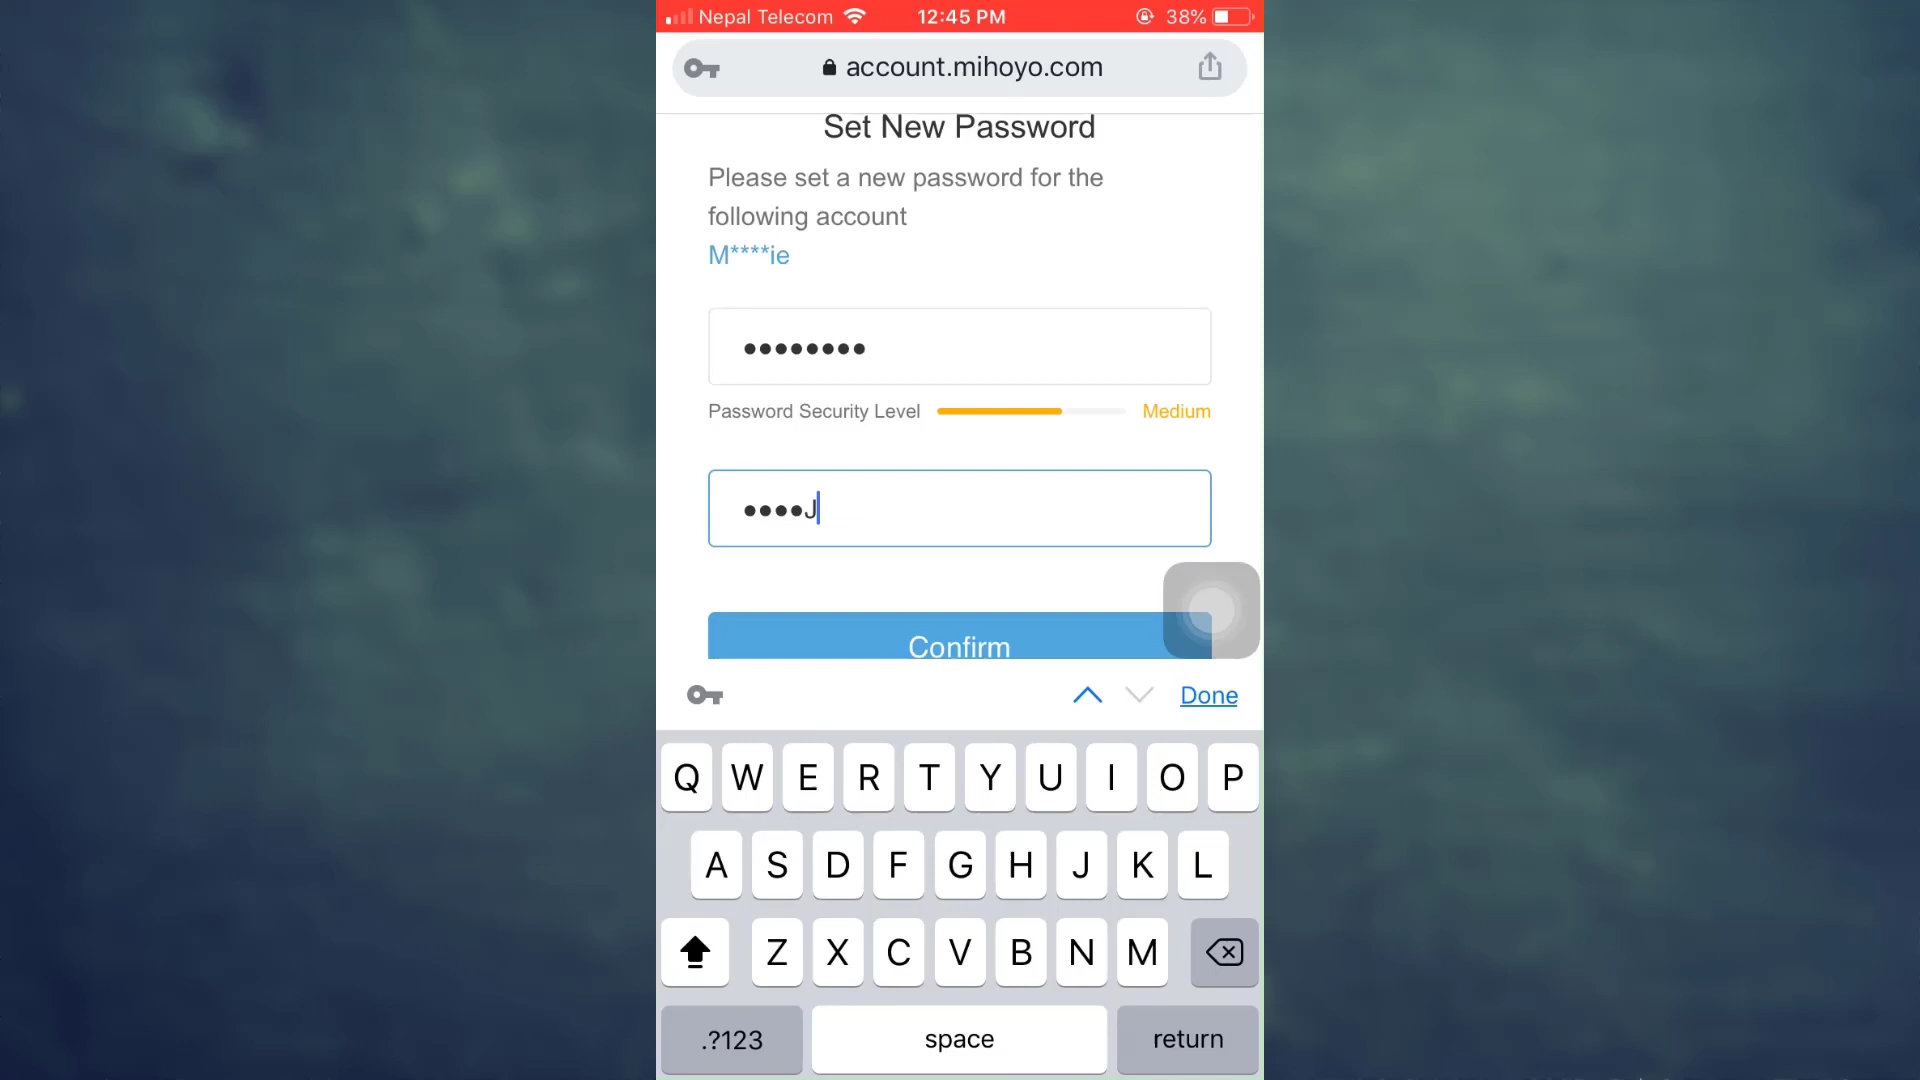 Nepal Telecom 12:45 PM 38%
account.mihoyo.com
Set New Password
Please set a new password for the
following account
M****ie
••••••••
Password Security Level Medium
••••J
Confirm
Done
Q W E R T Y U I O P
A S D F G H J K L
Z X C V B N M
.?123 space return